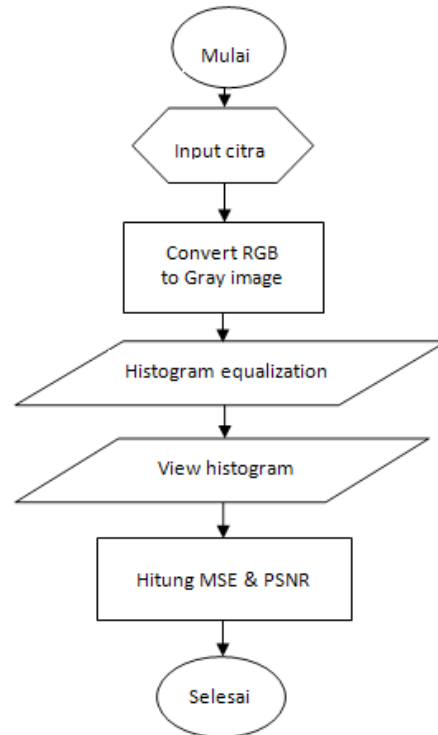 Mulai
Input citra
Convert RGB
to Gray image
Histogram equalization
View histogram
Hitung MSE & PSNR
Selesai